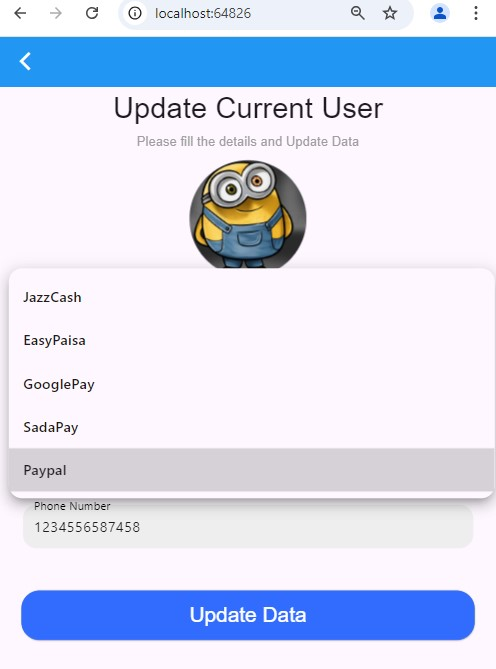 localhost:64826
Update Current User
Please fill the details and Update Data
JazzCash
EasyPaisa
GooglePay
SadaPay
Paypal
Phone Number
1234556587458
Update Data